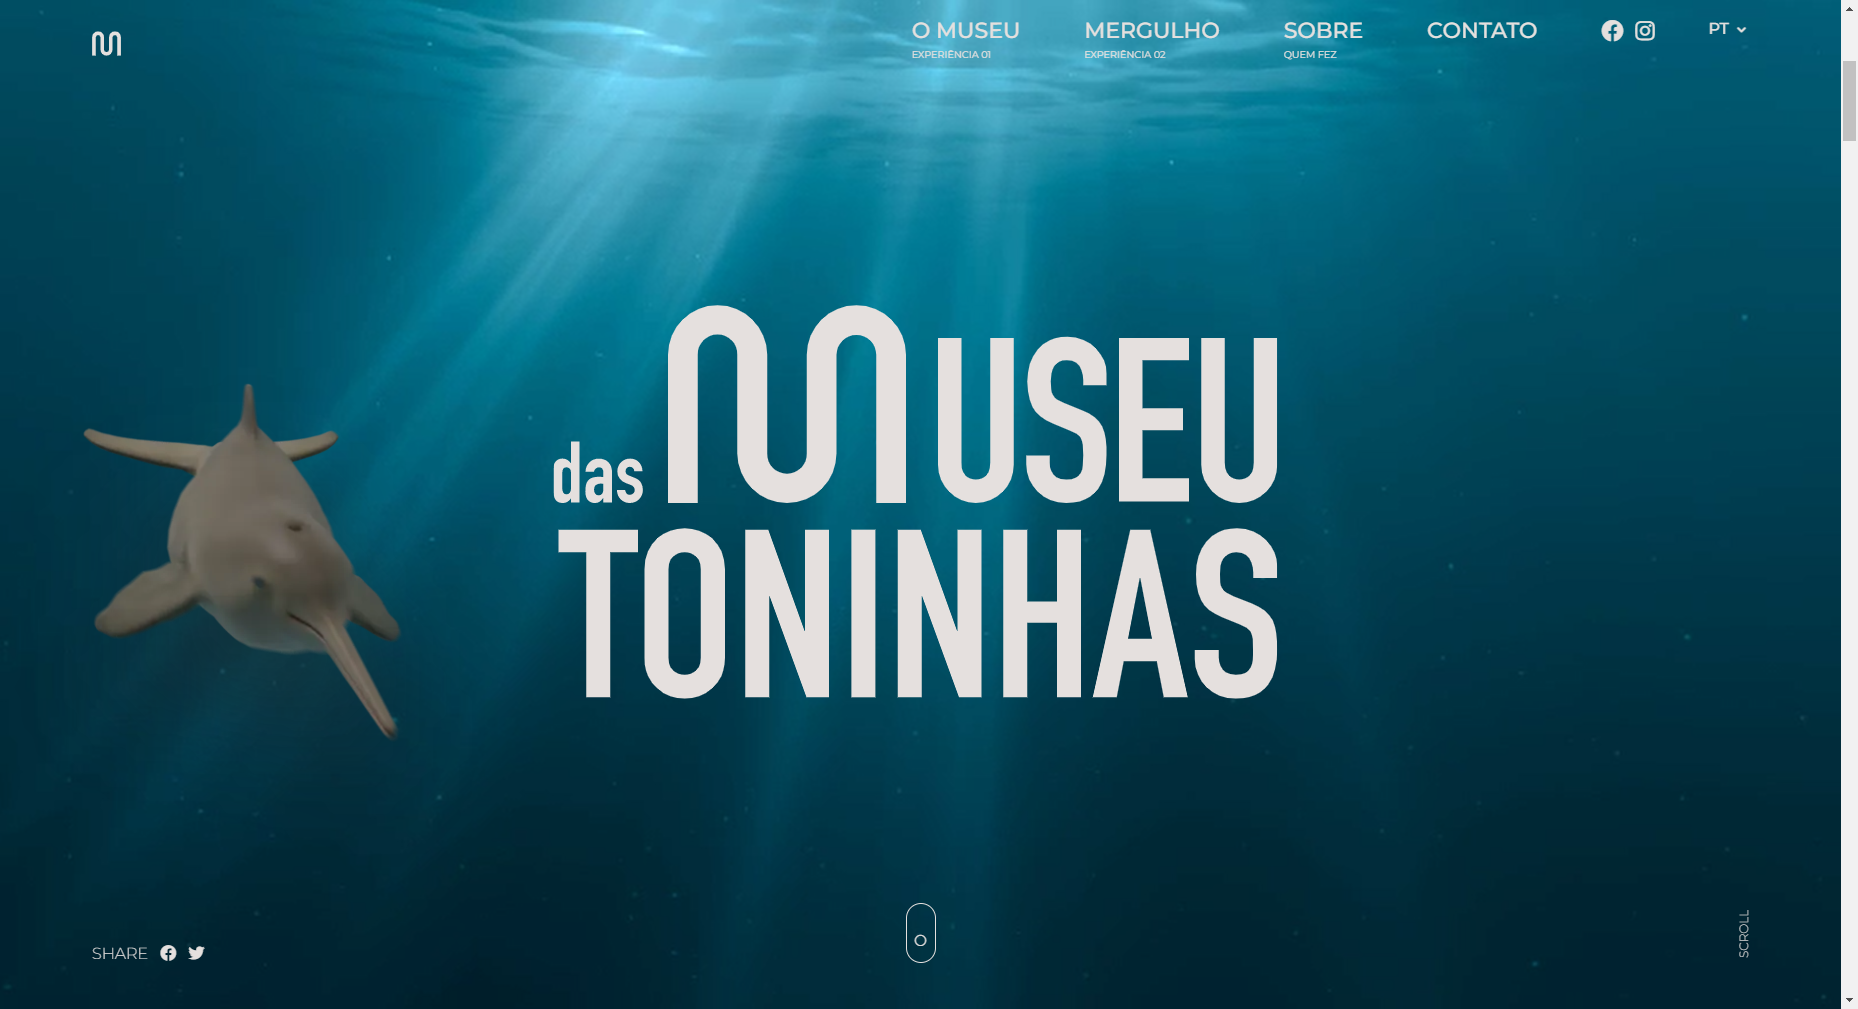 O MUSEU
EXPERIÊNCIA 01
MERGULHO
EXPERIÊNCIA 02
SOBRE
QUEM FEZ
CONTATO
PT
MUSEU
das
TONINHAS
SHARE
SCROLL